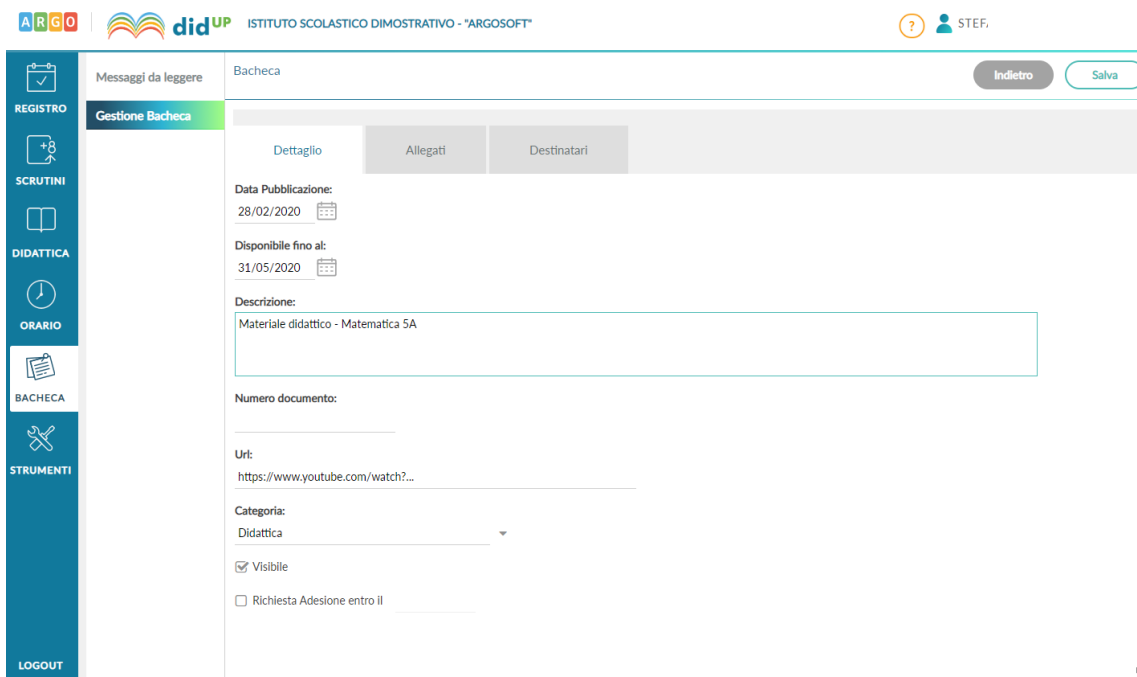 ARGO didUP ISTITUTO SCOLASTICO DIMOSTRATIVO - "ARGOSOFT" ? STEF.
REGISTRO
SCRUTINI
DIDATTICA
ORARIO
BACHECA
STRUMENTI
LOGOUT
Messaggi da leggere
Gestione Bacheca
Bacheca
Indietro
Salva
Dettaglio
Allegati
Destinatari
Data Pubblicazione:
28/02/2020
Disponibile fino al:
31/05/2020
Descrizione:
Materiale didattico - Matematica 5A
Numero documento:
Url:
https://www.youtube.com/watch?...
Categoria:
Didattica
Visibile
Richiesta Adesione entro il